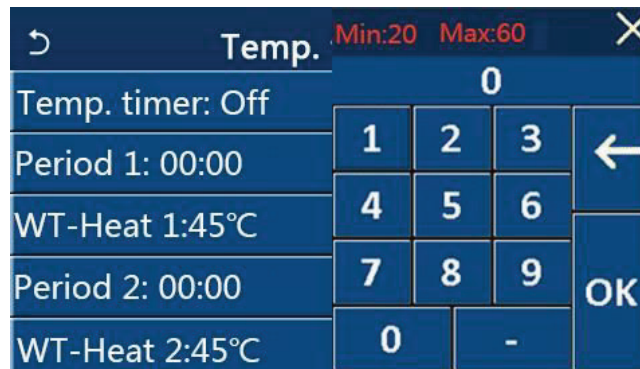 Temp.
Temp. timer: Off
Period 1: 00:00
WT-Heat 1:45℃
Period 2: 00:00
WT-Heat 2:45℃
Min:20 Max:60
0
1 2 3
4 5 6
7 8 9
0 -
OK